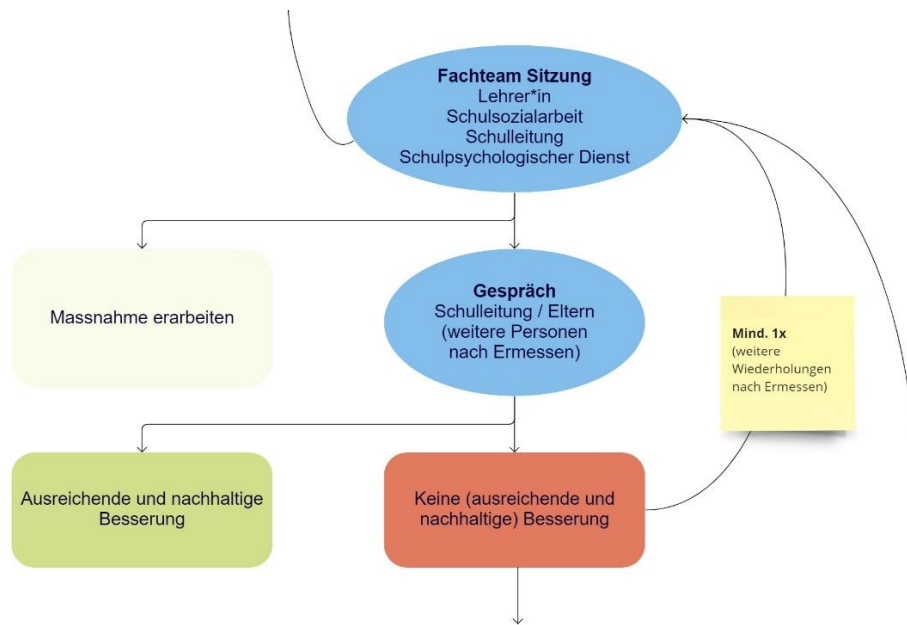 Fachteam Sitzung
Lehrer*in
Schulsozialarbeit
Schulleitung
Schulpsychologischer Dienst
Massnahme erarbeiten
Gespräch
Schulleitung / Eltern
(weitere Personen
nach Ermessen)
Mind. 1x
(weitere
Wiederholungen
nach Ermessen)
Ausreichende und nachhaltige
Besserung
Keine (ausreichende und
nachhaltige) Besserung